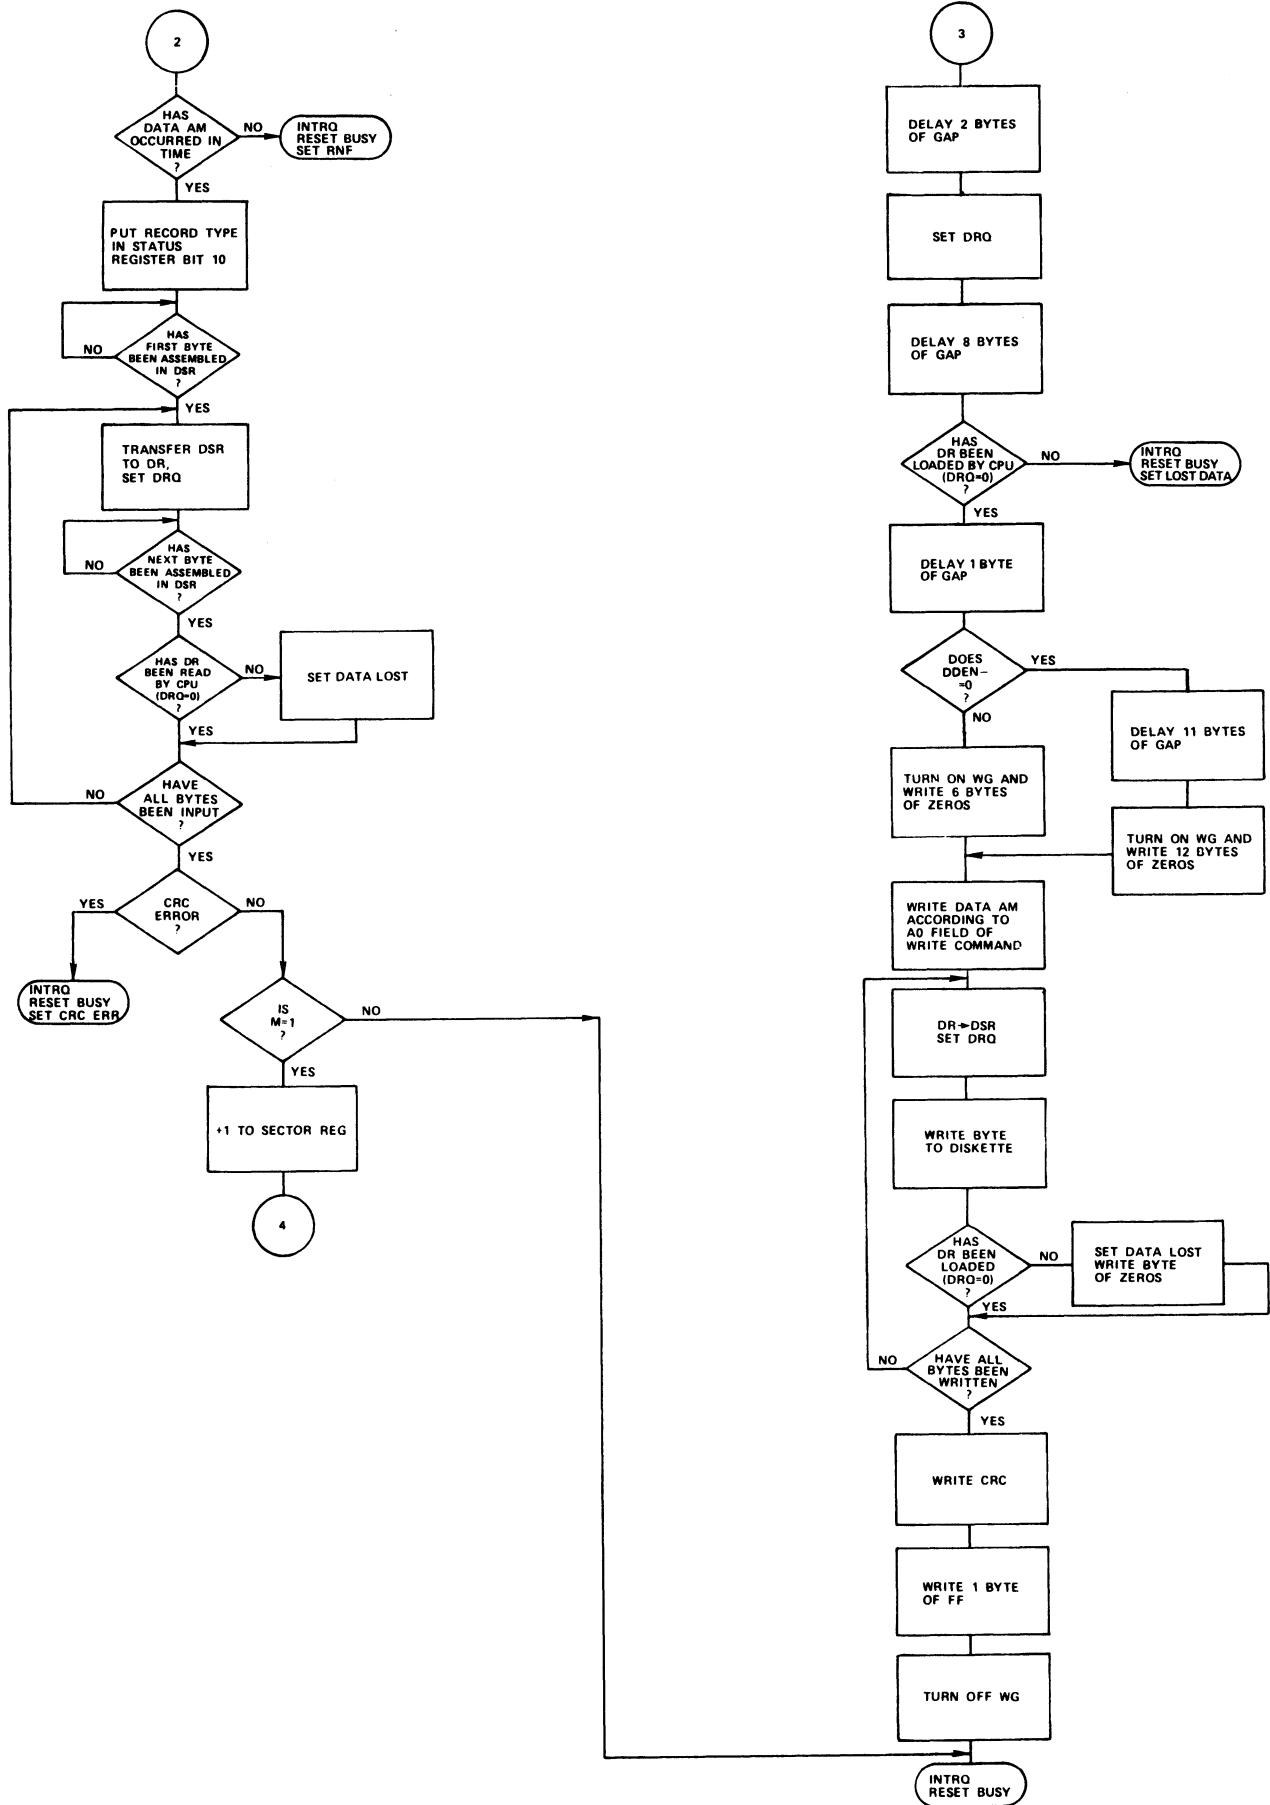 2
HAS
DATA AM
OCCURRED IN
TIME
?
NO
INTRQ
RESET BUSY
SET RNF
YES
PUT RECORD TYPE
IN STATUS
REGISTER BIT 10
HAS
FIRST BYTE
BEEN ASSEMBLED
IN DSR
?
NO
YES
TRANSFER DSR
TO DR,
SET DRQ
HAS
NEXT BYTE
BEEN ASSEMBLED
IN DSR
?
NO
YES
HAS DR
BEEN READ
BY CPU
(DRQ=0)
?
NO
SET DATA LOST
YES
HAVE
ALL BYTES
BEEN INPUT
?
NO
YES
CRC
ERROR
?
YES
NO
INTRQ
RESET BUSY
SET CRC ERR
IS
M=1
?
NO
YES
+1 TO SECTOR REG
4
3
DELAY 2 BYTES
OF GAP
SET DRQ
DELAY 8 BYTES
OF GAP
HAS
DR BEEN
LOADED BY CPU
(DRQ=0)
?
NO
INTRQ
RESET BUSY
SET LOST DATA
YES
DELAY 1 BYTE
OF GAP
DOES
DDEN-
=0
?
YES
NO
DELAY 11 BYTES
OF GAP
TURN ON WG AND
WRITE 6 BYTES
OF ZEROS
TURN ON WG AND
WRITE 12 BYTES
OF ZEROS
WRITE DATA AM
ACCORDING TO
A0 FIELD OF
WRITE COMMAND
DR→DSR
SET DRQ
WRITE BYTE
TO DISKETTE
HAS
DR BEEN
LOADED
(DRQ=0)
?
NO
SET DATA LOST
WRITE BYTE
OF ZEROS
YES
HAVE ALL
BYTES BEEN
WRITTEN
?
NO
YES
WRITE CRC
WRITE 1 BYTE
OF FF
TURN OFF WG
INTRQ
RESET BUSY